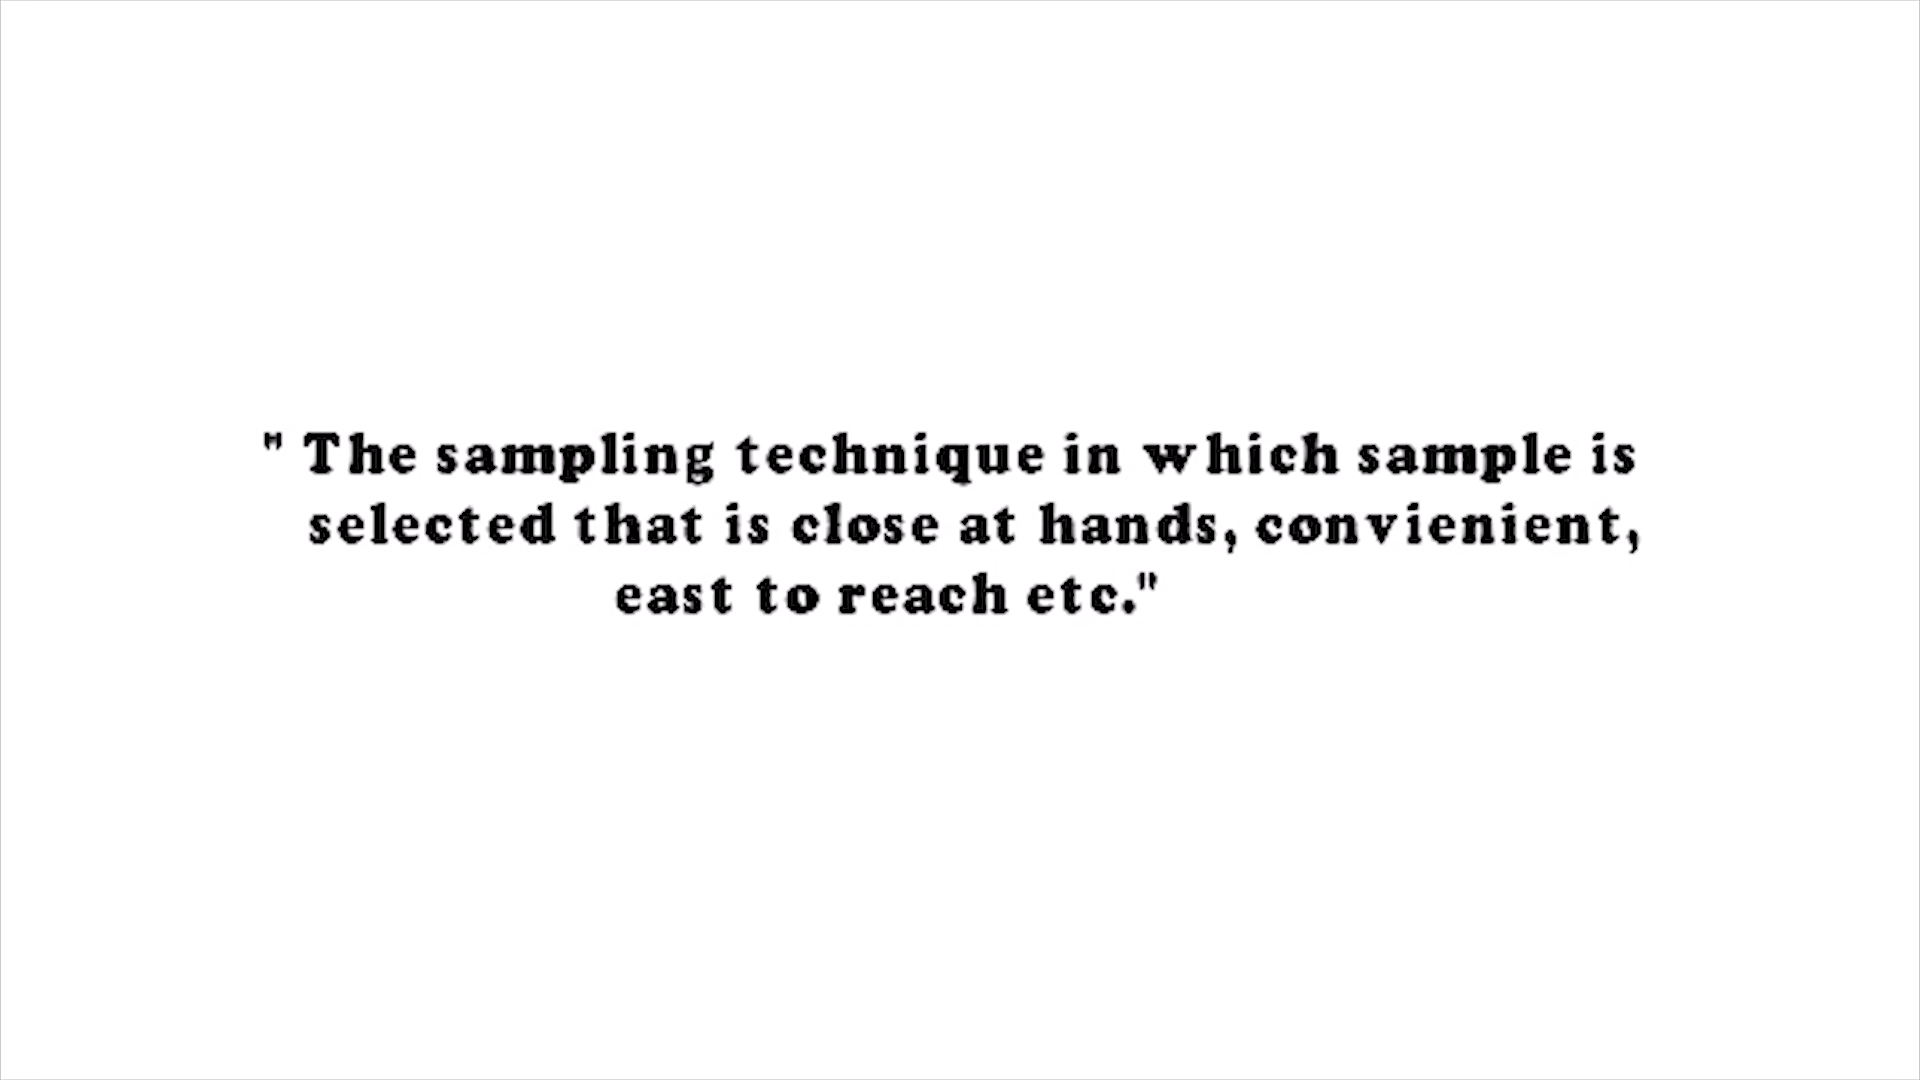 " The sampling technique in which sample is
selected that is close at hands, convienient,
east to reach etc."